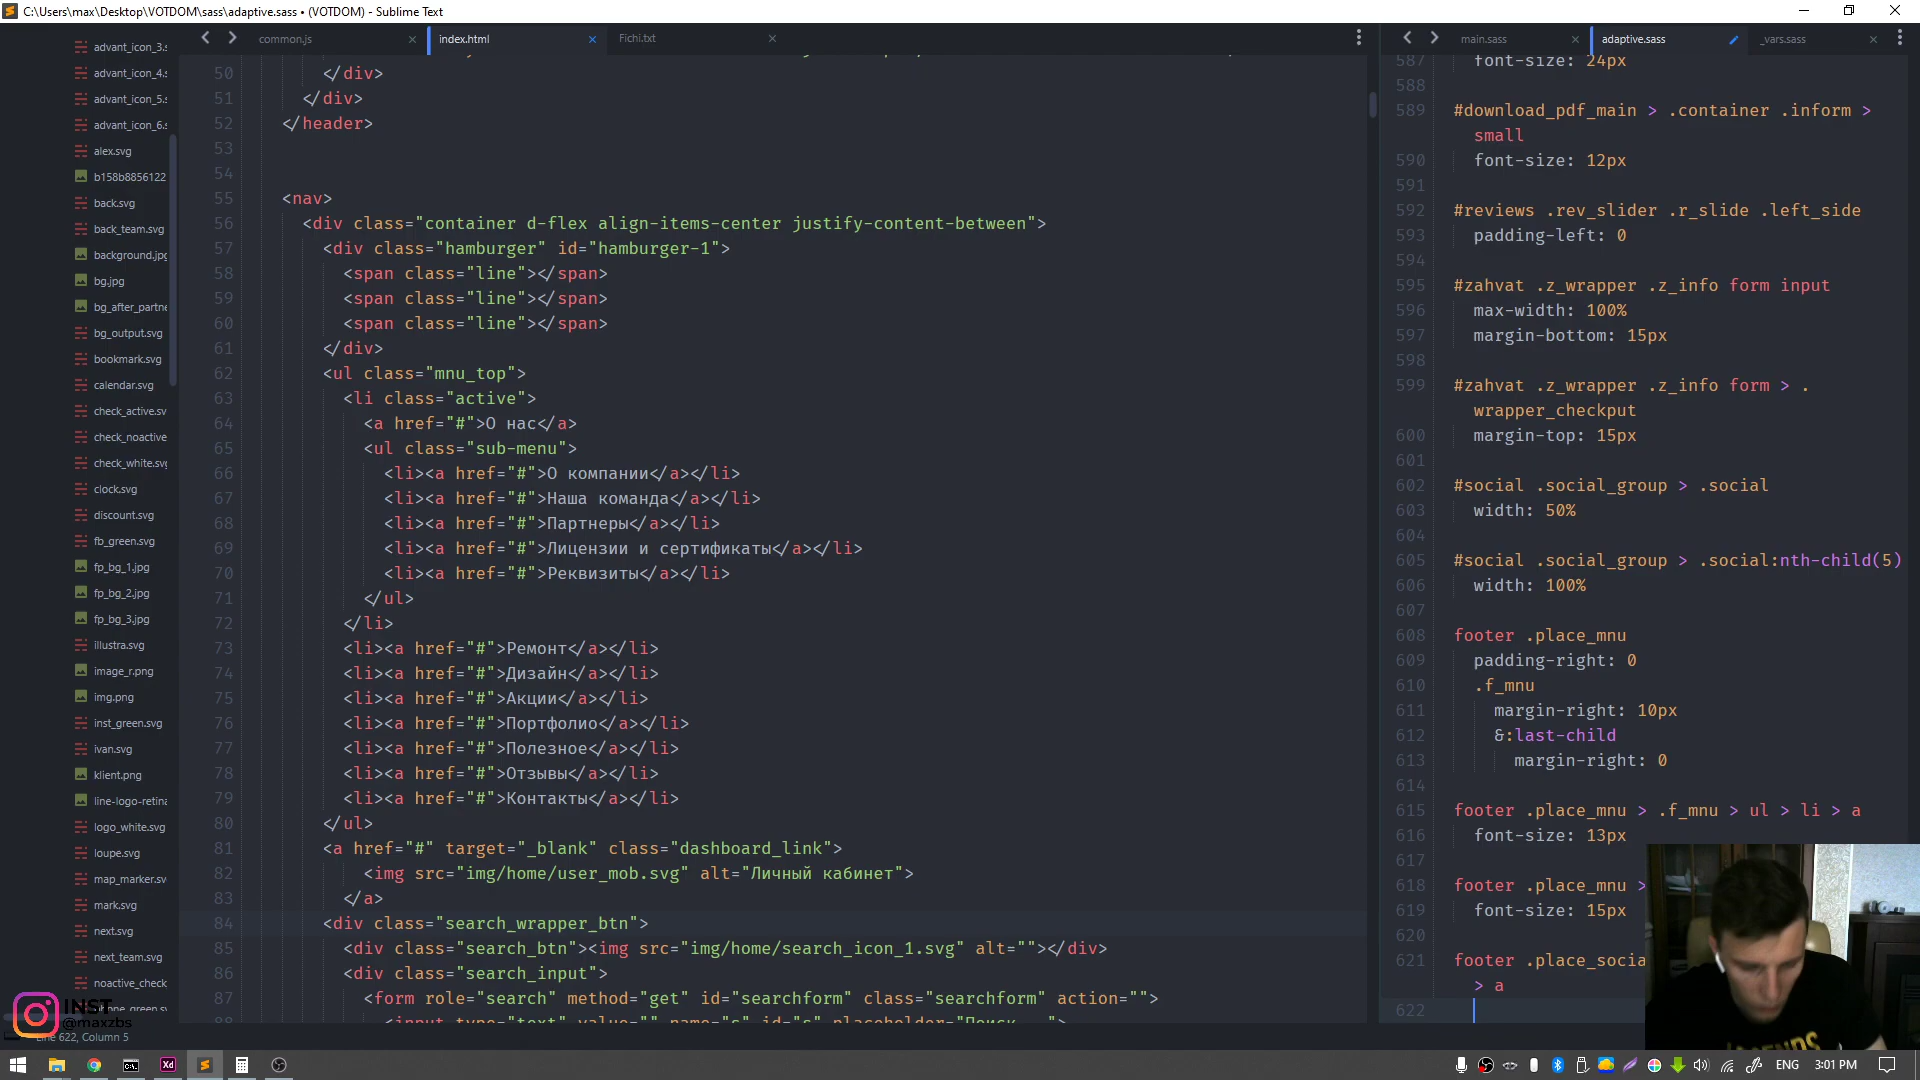 C:\Users\max\Desktop\VOTDOM\sass\adaptive.sass • (VOTDOM) - Sublime Text
advant_icon_3.s
advant_icon_4.s
advant_icon_5.s
advant_icon_6.s
alex.svg
b158b8856122
back.svg
back_team.svg
background.jpg
bg.jpg
bg_after_partne
bg_output.svg
bookmark.svg
calendar.svg
check_active.sv
check_noactive
check_white.svg
clock.svg
discount.svg
fb_green.svg
fp_bg_1.jpg
fp_bg_2.jpg
fp_bg_3.jpg
illustra.svg
image_r.png
img.png
inst_green.svg
ivan.svg
klient.png
line-logo-retina
logo_white.svg
loupe.svg
map_marker.sv
mark.svg
next.svg
next_team.svg
noactive_check
INST
@maxzbs
Line 622, Column 5
common.js
index.html
Fichi.txt
50 </div>
51 </div>
52 </header>
53
54
55 <nav>
56 <div class="container d-flex align-items-center justify-content-between">
57 <div class="hamburger" id="hamburger-1">
58 <span class="line"></span>
59 <span class="line"></span>
60 <span class="line"></span>
61 </div>
62 <ul class="mnu_top">
63 <li class="active">
64 <a href="#">О нас</a>
65 <ul class="sub-menu">
66 <li><a href="#">О компании</a></li>
67 <li><a href="#">Наша команда</a></li>
68 <li><a href="#">Партнеры</a></li>
69 <li><a href="#">Лицензии и сертификаты</a></li>
70 <li><a href="#">Реквизиты</a></li>
71 </ul>
72 </li>
73 <li><a href="#">Ремонт</a></li>
74 <li><a href="#">Дизайн</a></li>
75 <li><a href="#">Акции</a></li>
76 <li><a href="#">Портфолио</a></li>
77 <li><a href="#">Полезное</a></li>
78 <li><a href="#">Отзывы</a></li>
79 <li><a href="#">Контакты</a></li>
80 </ul>
81 <a href="#" target="_blank" class="dashboard_link">
82 <img src="img/home/user_mob.svg" alt="Личный кабинет">
83 </a>
84 <div class="search_wrapper_btn">
85 <div class="search_btn"><img src="img/home/search_icon_1.svg" alt=""></div>
86 <div class="search_input">
87 <form role="search" method="get" id="searchform" class="searchform" action="">
main.sass
adaptive.sass
_vars.sass
587 font-size: 24px
588
589 #download_pdf_main > .container .inform >
small
590 font-size: 12px
591
592 #reviews .rev_slider .r_slide .left_side
593 padding-left: 0
594
595 #zahvat .z_wrapper .z_info form input
596 max-width: 100%
597 margin-bottom: 15px
598
599 #zahvat .z_wrapper .z_info form > .
wrapper_checkput
600 margin-top: 15px
601
602 #social .social_group > .social
603 width: 50%
604
605 #social .social_group > .social:nth-child(5)
606 width: 100%
607
608 footer .place_mnu
609 padding-right: 0
610 .f_mnu
611 margin-right: 10px
612 &:last-child
613 margin-right: 0
614
615 footer .place_mnu > .f_mnu > ul > li > a
616 font-size: 13px
617
618 footer .place_mnu >
619 font-size: 15px
620
621 footer .place_socia
> a
622
ENG
3:01 PM